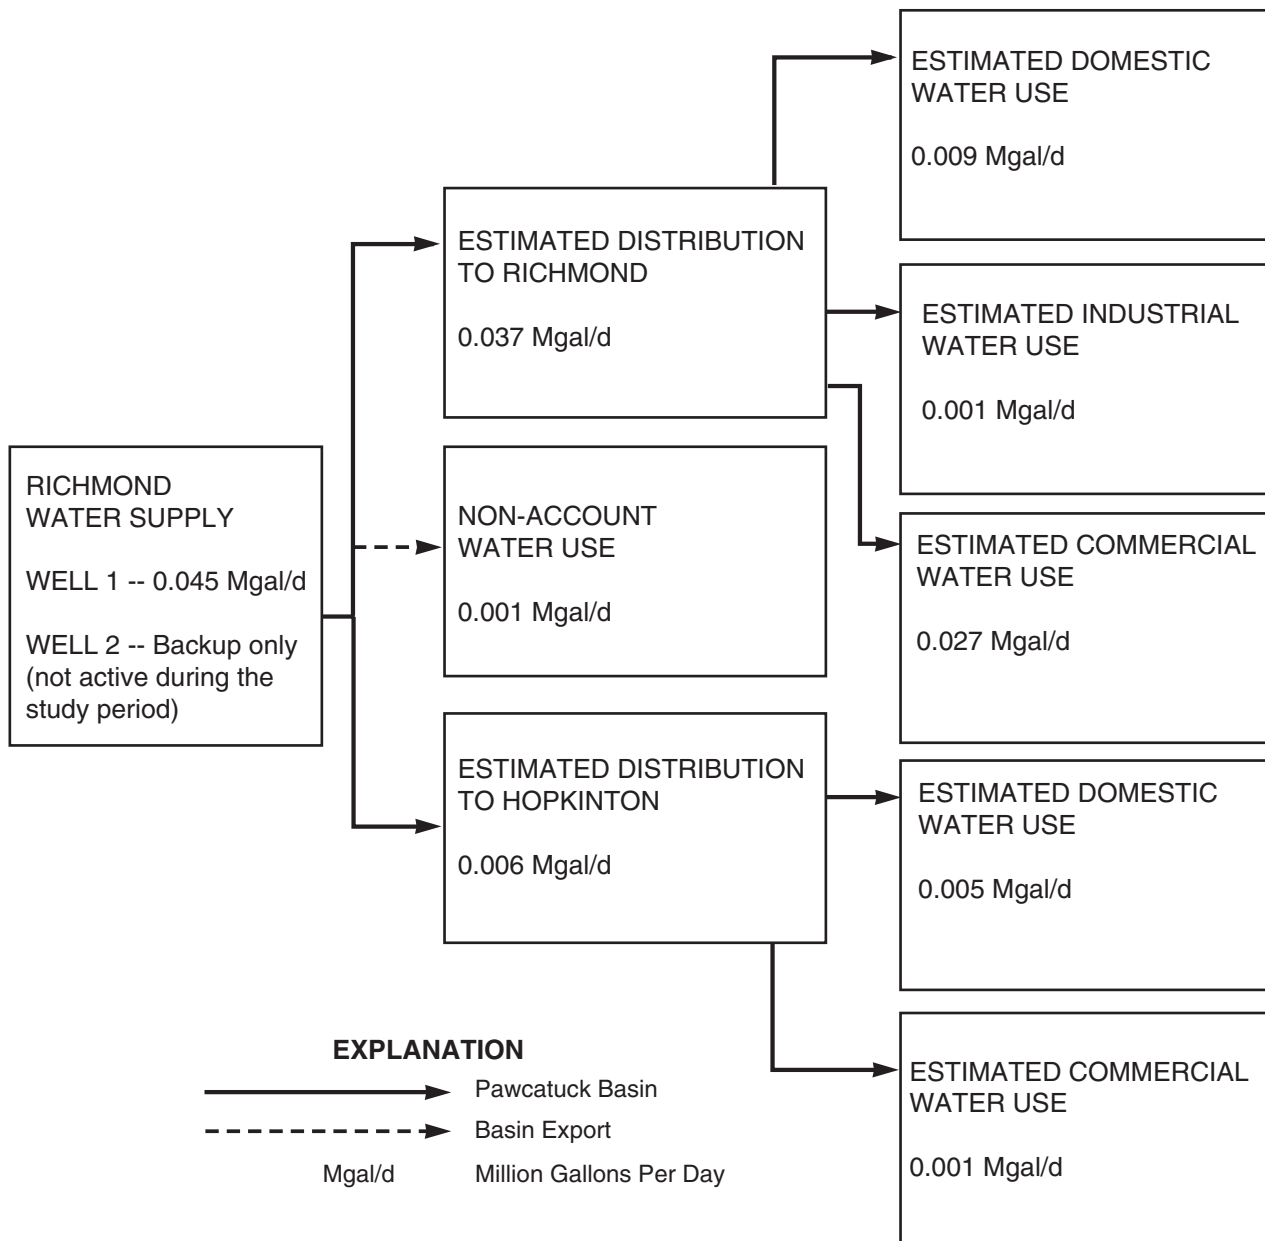 RICHMOND
WATER SUPPLY
WELL 1 -- 0.045 Mgal/d
WELL 2 -- Backup only
(not active during the
study period)
ESTIMATED DISTRIBUTION
TO RICHMOND
0.037 Mgal/d
NON-ACCOUNT
WATER USE
0.001 Mgal/d
ESTIMATED DISTRIBUTION
TO HOPKINTON
0.006 Mgal/d
ESTIMATED DOMESTIC
WATER USE
0.009 Mgal/d
ESTIMATED INDUSTRIAL
WATER USE
0.001 Mgal/d
ESTIMATED COMMERCIAL
WATER USE
0.027 Mgal/d
ESTIMATED DOMESTIC
WATER USE
0.005 Mgal/d
ESTIMATED COMMERCIAL
WATER USE
0.001 Mgal/d
EXPLANATION
Pawcatuck Basin
Basin Export
Mgal/d Million Gallons Per Day